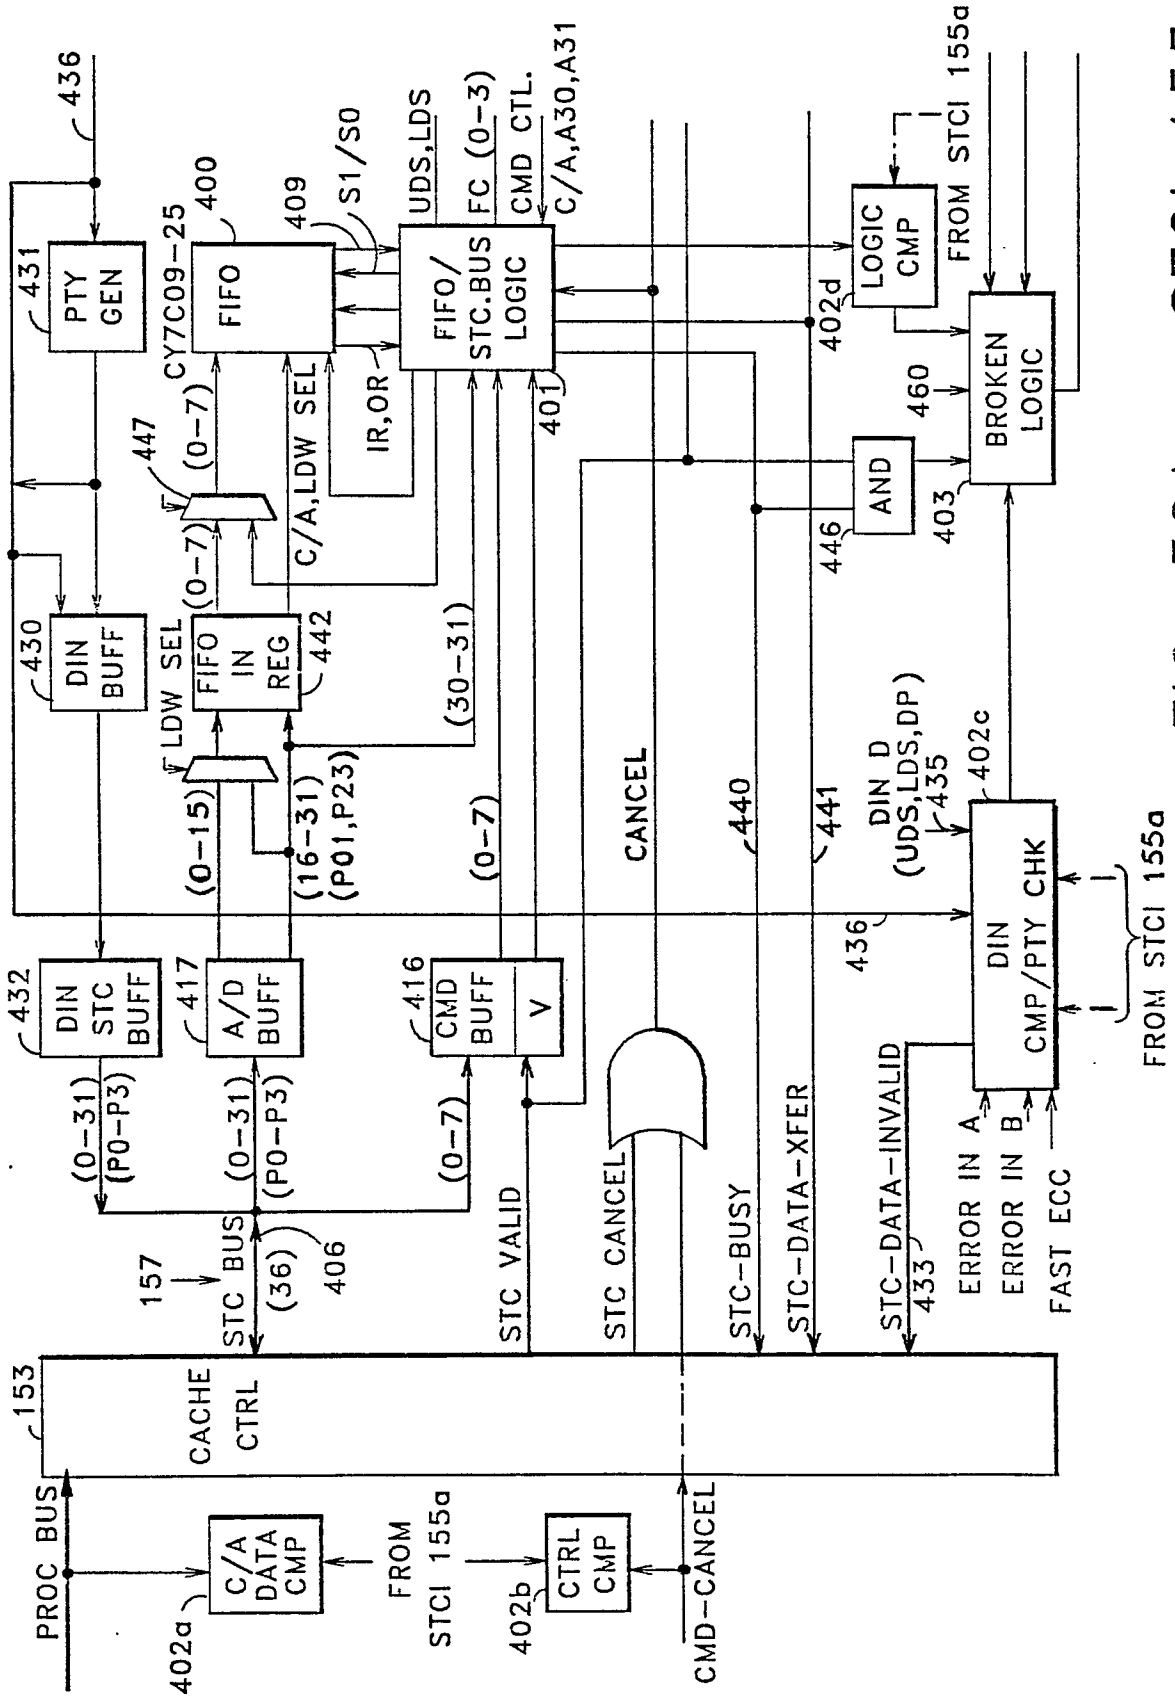 PROC BUS
153
CACHE
CTRL
402a
C/A
DATA
CMP
FROM
STCI 155a
402b
CTRL
CMP
CMD-CANCEL
157
STC BUS
(36)
406
(0-31)
(P0-P3)
(0-31)
(P0-P3)
(0-7)
STC VALID
STC CANCEL
STC-BUSY
STC-DATA-XFER
STC-DATA-INVALID
433
ERROR IN A
ERROR IN B
FAST ECC
432
DIN
STC
BUFF
417
A/D
BUFF
416
CMD
BUFF
V
(0-15)
(16-31)
(P01,P23)
LDW SEL
(0-7)
(30-31)
CANCEL
440
441
436
DIN
CMP/PTY CHK
402c
DIN D
(UDS,LDS,DP)
435
FROM STCI 155a
430
DIN
BUFF
FIFO
IN
REG
442
(0-7)
447
(0-7)
C/A,LDW SEL
431
PTY
GEN
436
CY7C09-25
FIFO
400
409
S1/S0
IR,OR
FIFO/
STC.BUS
LOGIC
401
UDS,LDS
FC (0-3)
CMD CTL.
C/A,A30,A31
446
AND
402d
LOGIC
CMP
FROM STCI 155a
460
403
BROKEN
LOGIC